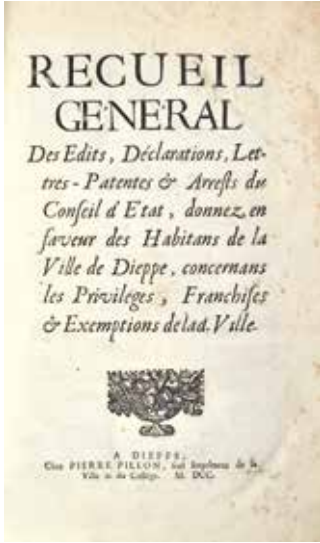 RECUEIL
GENERAL
Des Edits, Déclarations, Let-
tres-Patentes & Arrests du
Conseil d'Etat, donnez en
faveur des Habitans de la
Ville de Dieppe, concernans
les Privileges, Franchises
& Exemptions de lad. Ville.
A DIEPPE,
Chez PIERRE PILLON, seul Imprimeur de la
Ville & du College. M. DCC.